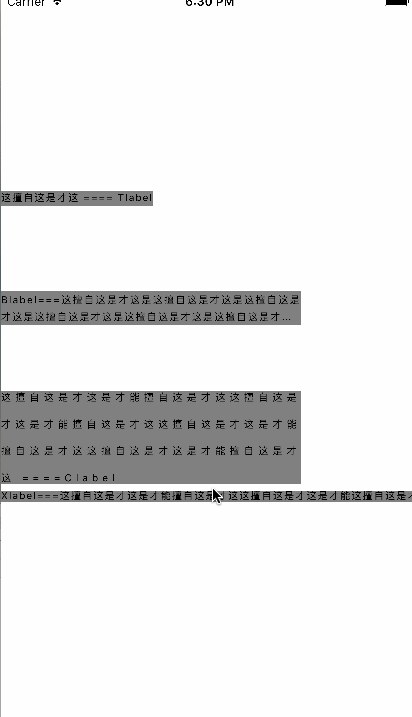 Carrier 6:30 PM
这擅自这是才这 ==== Tlabel
Blabel===这擅自这是才这是这擅自这是才这是这擅自这是
才这是这擅自这是才这是这擅自这是才这是这擅自这是才...
这擅自这是才这是才能擅自这是才这这擅自这是
才这是才能擅自这是才这这擅自这是才这是才能
擅自这是才这这擅自这是才这是才能擅自这是才
这 ====Clabel
Xlabel===这擅自这是才这是才能擅自这是 这这擅自这是才这是才能这擅自这是